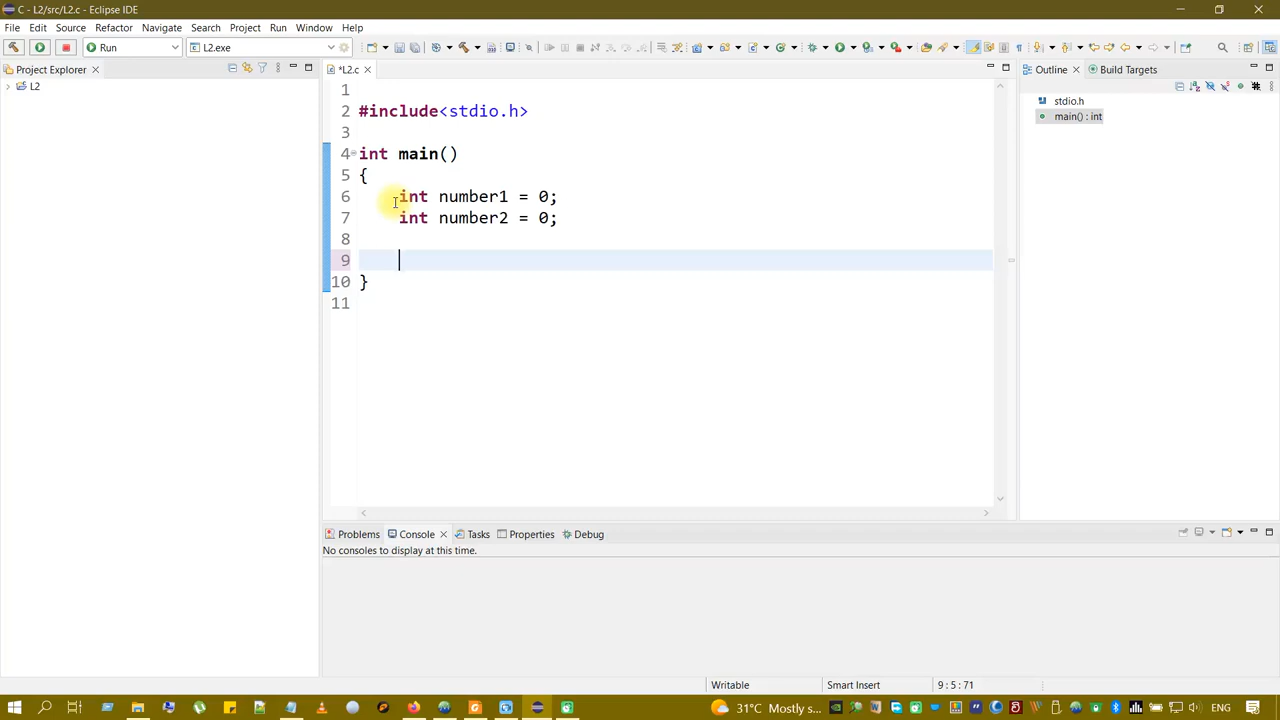 C - L2/src/L2.c - Eclipse IDE
File Edit Source Refactor Navigate Search Project Run Window Help
Run L2.exe
Project Explorer
L2
*L2.c
1
2 #include<stdio.h>
3
4 int main()
5 {
6 int number1 = 0;
7 int number2 = 0;
8
9
10 }
11
Outline Build Targets
stdio.h
main() : int
Problems Console Tasks Properties Debug
No consoles to display at this time.
Writable Smart Insert 9 : 5 : 71
31°C Mostly s... ENG